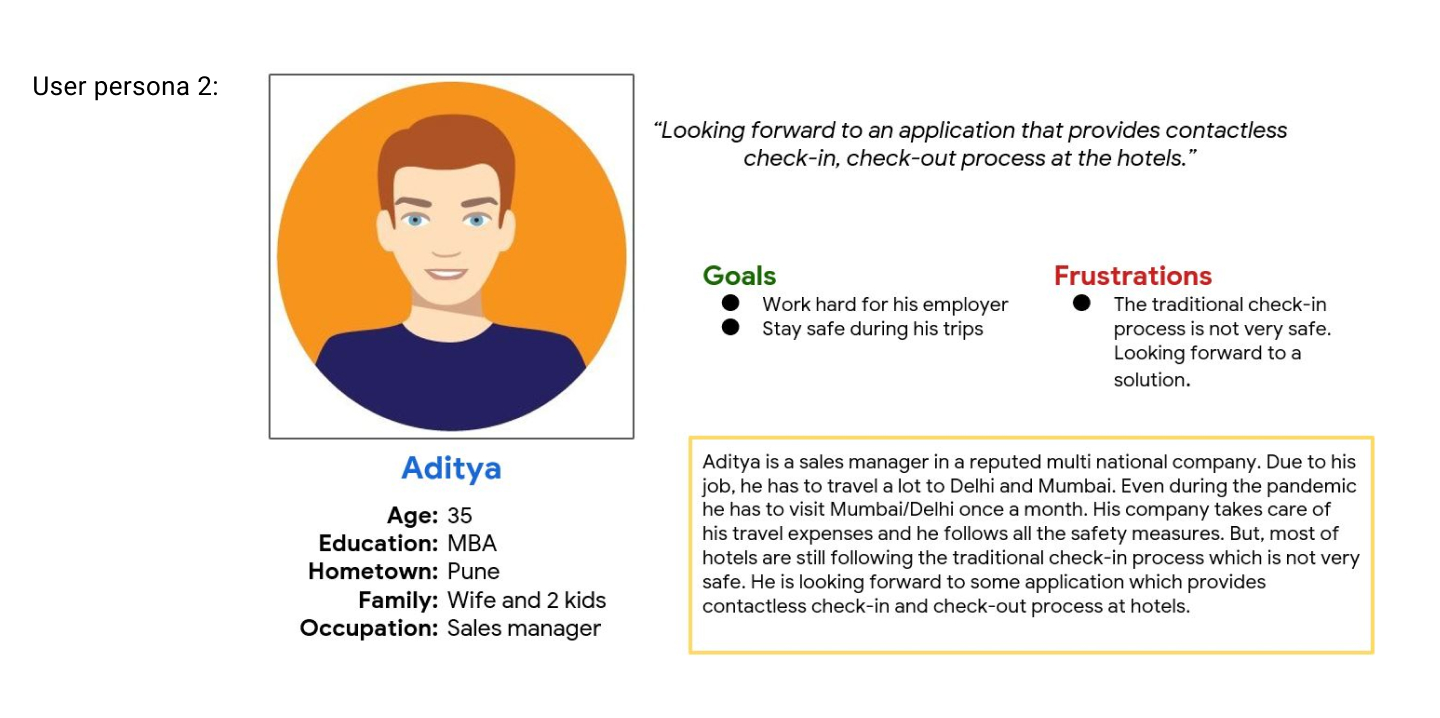 User persona 2:
“Looking forward to an application that provides contactless
check-in, check-out process at the hotels.”
Goals
● Work hard for his employer
● Stay safe during his trips
Frustrations
● The traditional check-in
process is not very safe.
Looking forward to a
solution.
Aditya
Age: 35
Education: MBA
Hometown: Pune
Family: Wife and 2 kids
Occupation: Sales manager
Aditya is a sales manager in a reputed multi national company. Due to his
job, he has to travel a lot to Delhi and Mumbai. Even during the pandemic
he has to visit Mumbai/Delhi once a month. His company takes care of
his travel expenses and he follows all the safety measures. But, most of
hotels are still following the traditional check-in process which is not very
safe. He is looking forward to some application which provides
contactless check-in and check-out process at hotels.